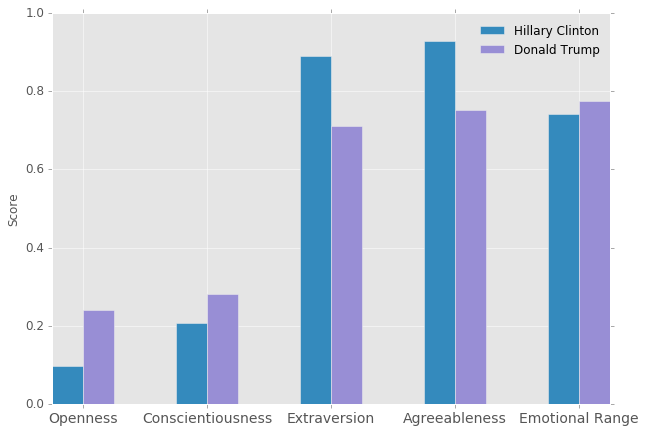 1.0
Hillary Clinton
Donald Trump
0.8
0.6
Score
0.4
0.2
0.0
Openness Conscientiousness Extraversion Agreeableness Emotional Range